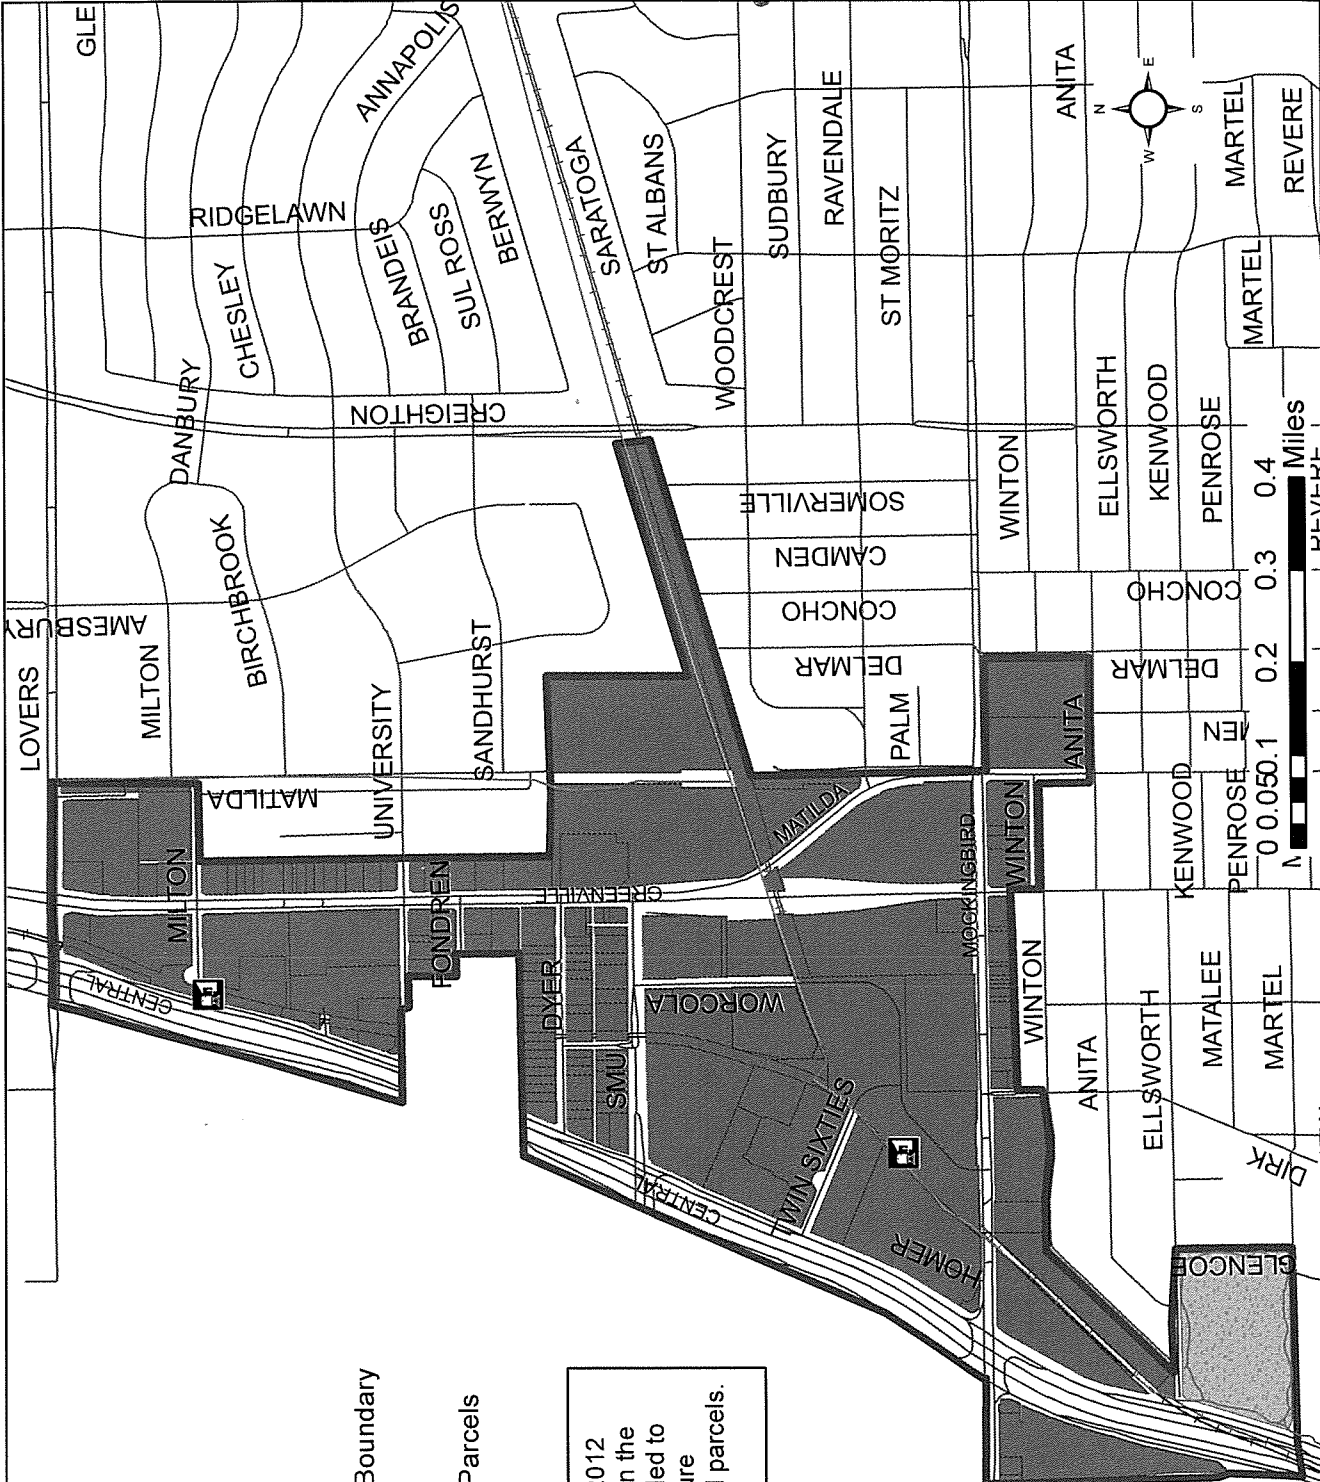 GLE
ANNAPOLIS
RIDGELAWN
CHESLEY
BRANDEIS
SUL ROSS
BERWYN
SARATOGA
ST ALBANS
WOODCREST
SUDBURY
RAVENDALE
ST MORITZ
ANITA
N
E
S
W
MARTEL
REVERE
MARTEL
DANBURY
CREIGHTON
BIRCHBROOK
AMESBURY
LOVERS
MILTON
UNIVERSITY
SANDHURST
MATILDA
SOMERVILLE
CAMDEN
CONCHO
DELMAR
PALM
WINTON
ELLSWORTH
KENWOOD
PENROSE
CONCHO
DELMAR
ANITA
MILTON
FONDREN
GREENVILLE
MATILDA
MOCKINGBIRD
WINTON
KENWOOD
PENROSE
0 0.050.1 0.2 0.3 0.4
Miles
CENTRAL
DYER
SMU
WORCOLA
TWIN SIXTIES
CENTRAL
HOMER
WINTON
ANITA
ELLSWORTH
MATALEE
MARTEL
DIRK
GLENCOE
Boundary
Parcels
012
n the
led to
ure
parcels.